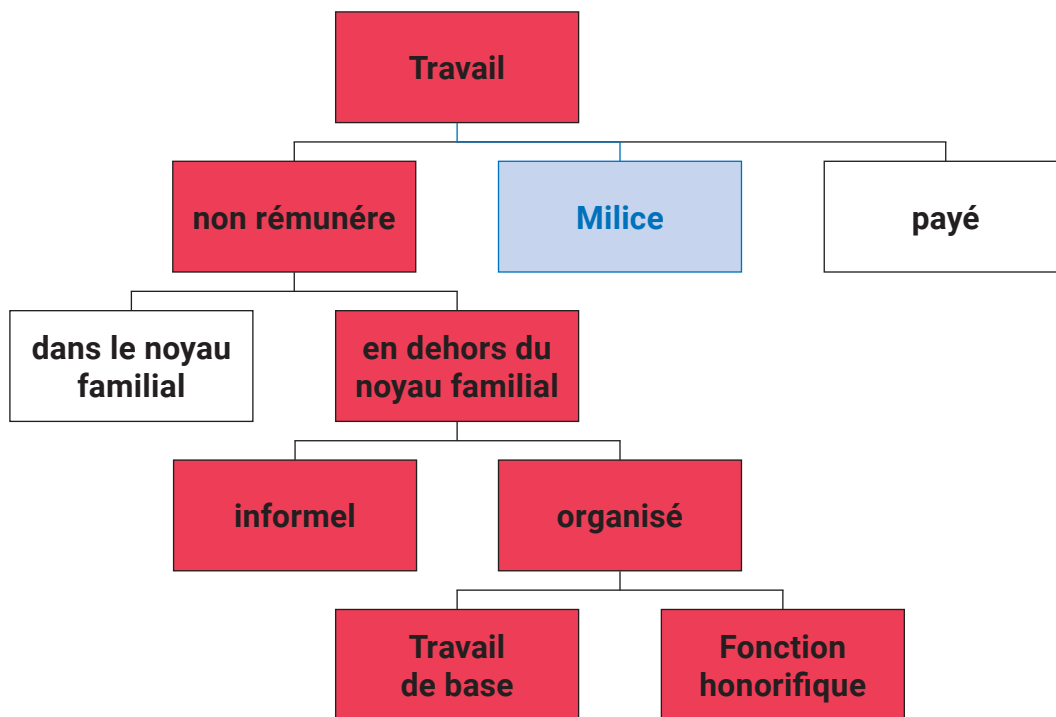 Travail
non rémunére
Milice
payé
dans le noyau
familial
en dehors du
noyau familial
informel
organisé
Travail
de base
Fonction
honorifique